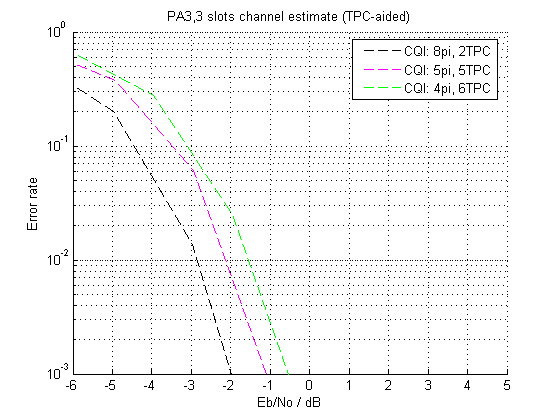 PA3,3 slots channel estimate (TPC-aided)
10^0
CQI: 8pi, 2TPC
CQI: 5pi, 5TPC
CQI: 4pi, 6TPC
10^-1
Error rate
10^-2
10^-3
-6 -5 -4 -3 -2 -1 0 1 2 3 4 5
Eb/No / dB